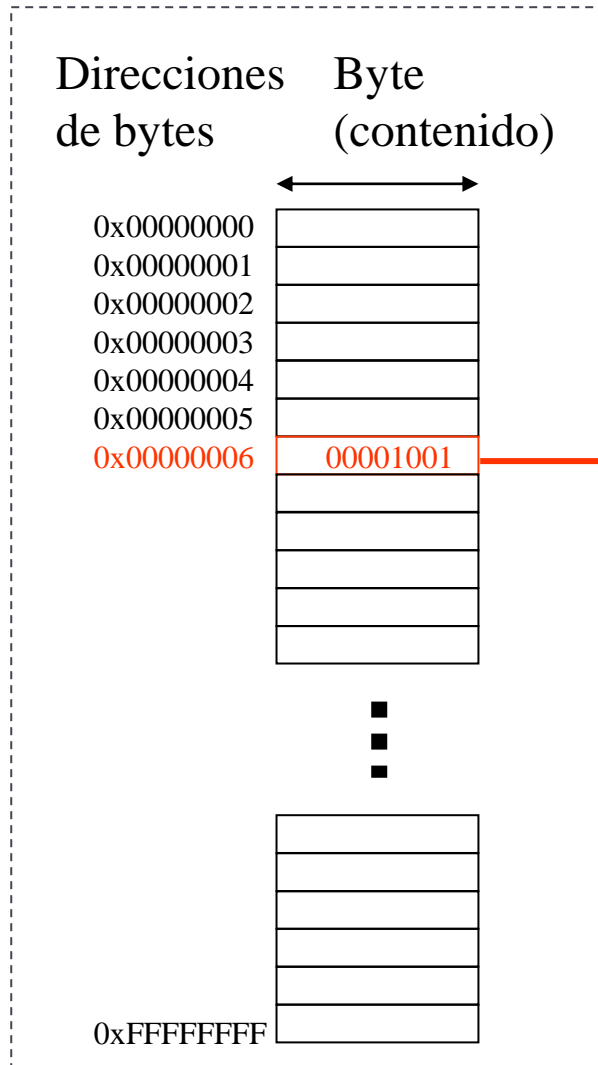 Direcciones Byte
de bytes (contenido)
0x00000000
0x00000001
0x00000002
0x00000003
0x00000004
0x00000005
0x00000006 00001001
0xFFFFFFFF